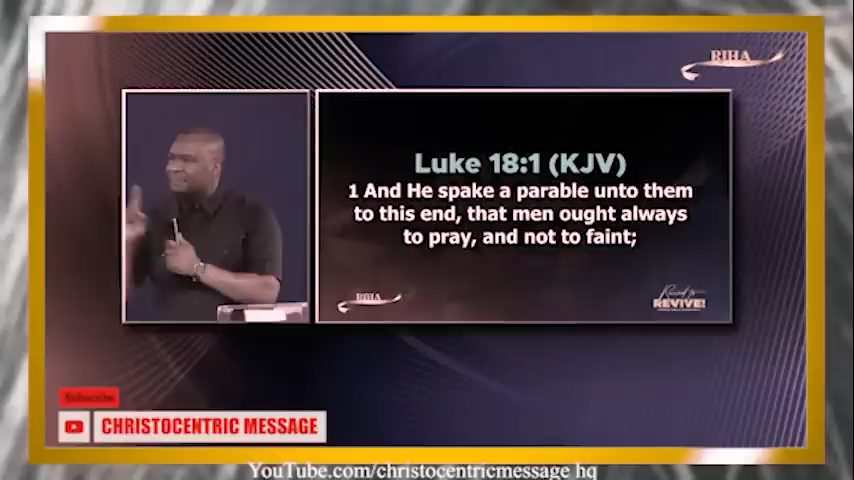 RIHA
Luke 18:1 (KJV)
1 And He spake a parable unto them
to this end, that men ought always
to pray, and not to faint;
RIHA
REVIVE!
Subscribe
CHRISTOCENTRIC MESSAGE
YouTube.com/christocentricmessage hq